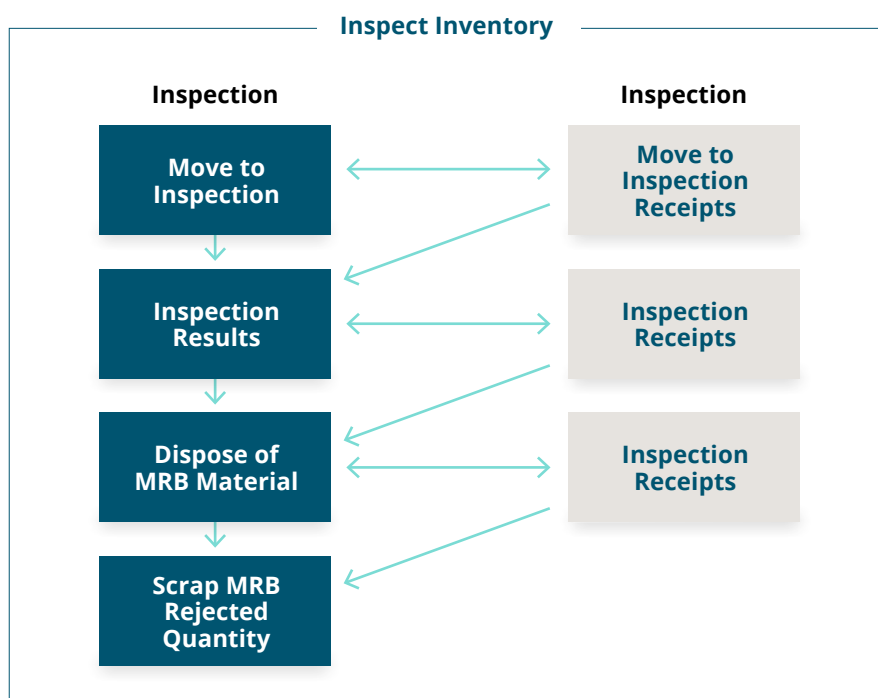 Inspect Inventory
Inspection
Inspection
Move to
Inspection
Move to
Inspection
Receipts
Inspection
Results
Inspection
Receipts
Dispose of
MRB Material
Inspection
Receipts
Scrap MRB
Rejected
Quantity